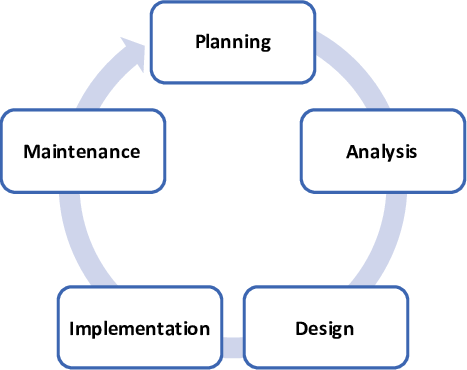 Planning
Analysis
Design
Implementation
Maintenance